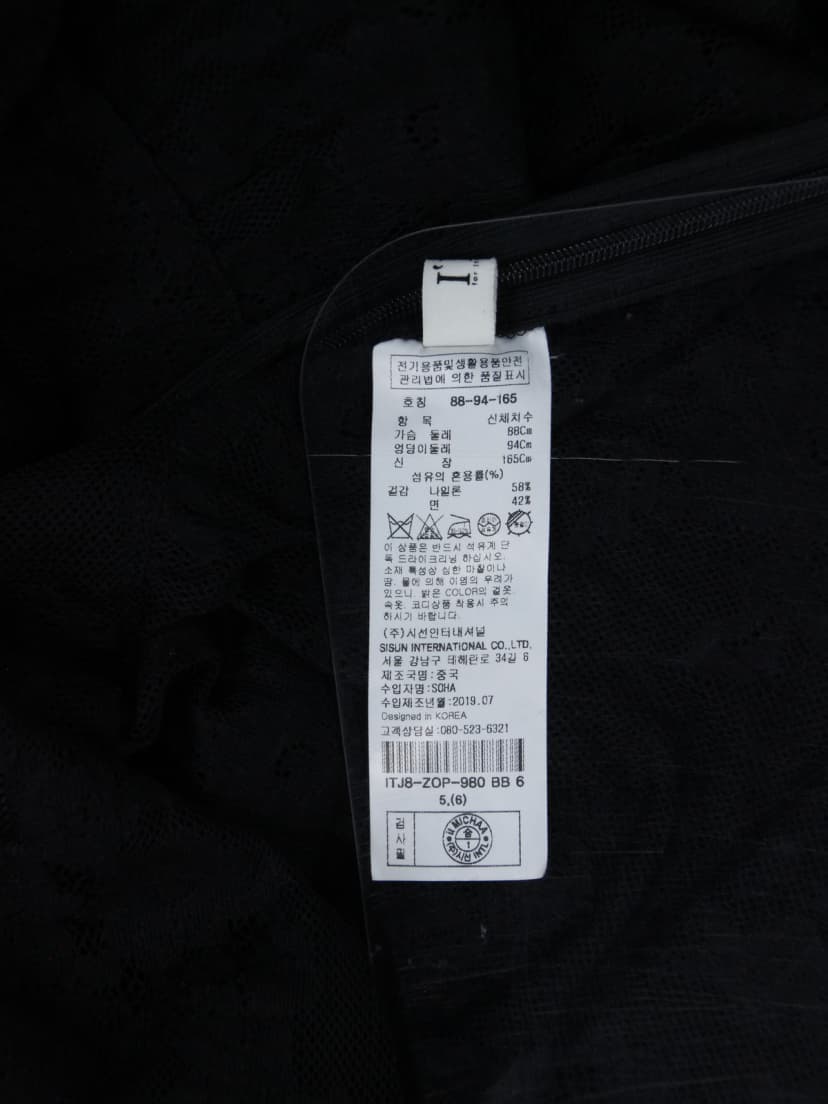 I'
for it
전기용품및생활용품안전
관리법에 의한 품질표시
호칭 88-94-165
항 목 신체치수
가슴 둘레 88Cm
엉덩이둘레 94Cm
신 장 165Cm
섬유의 혼용률(%)
겉감 나일론 58%
면 42%
이 상품은 반드시 석유계 단
독 드라이크리닝 하십시오.
소재 특성상 심한 마찰이나
땀, 물에 의해 이염의 우려가
있으니, 밝은 COLOR의 겉옷,
속옷, 코디상품 착용시 주의
하시기 바랍니다.
(주)시선인터내셔널
SISUN INTERNATIONAL CO.,LTD.
서울 강남구 테헤란로 34길 6
제조국명:중국
수입자명:SOHA
수입제조년월:2019.07
Designed in KOREA
고객상담실:080-523-6321
ITJ8-ZOP-980 BB 6
5,(6)
검사필
it MICHAA
숍
1
(주)시선 INTL